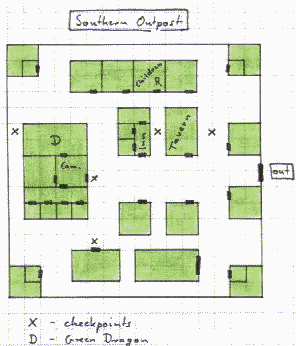 Southern Outpost
Children
R
D
Com.
Inn
Tavern
X
X
X
X
X
out
X - checkpoints
D - Green Dragon